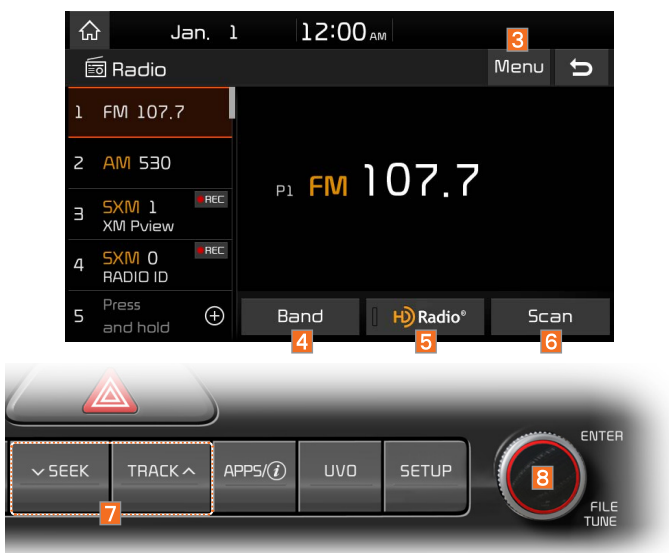 Jan. 1 12:00 AM
3
Radio Menu
1 FM 107.7
2 AM 530
3 SXM 1 REC
XM Pview
4 SXM 0 REC
RADIO ID
5 Press
and hold
P1 FM 107.7
Band HD Radio® Scan
4 5 6
ENTER
SEEK TRACK APPS/i UVO SETUP
8
7
FILE
TUNE